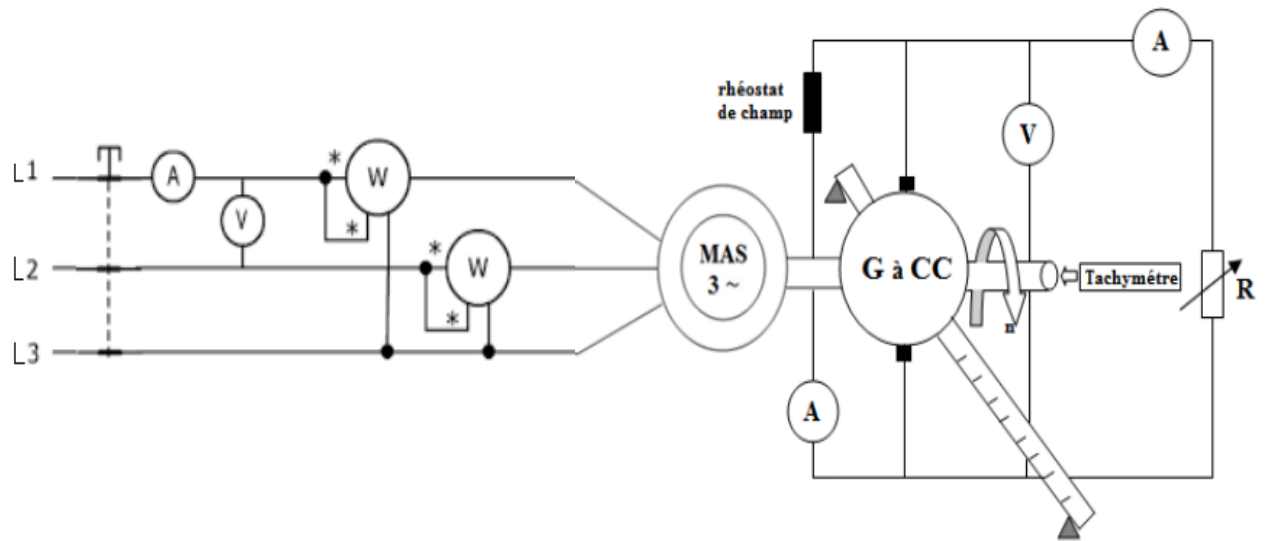 A
rhéostat
de champ
V
L1
A
*
W
*
V
L2
*
W
*
MAS
3 ~
G à CC
Tachymétre
R
n
L3
A